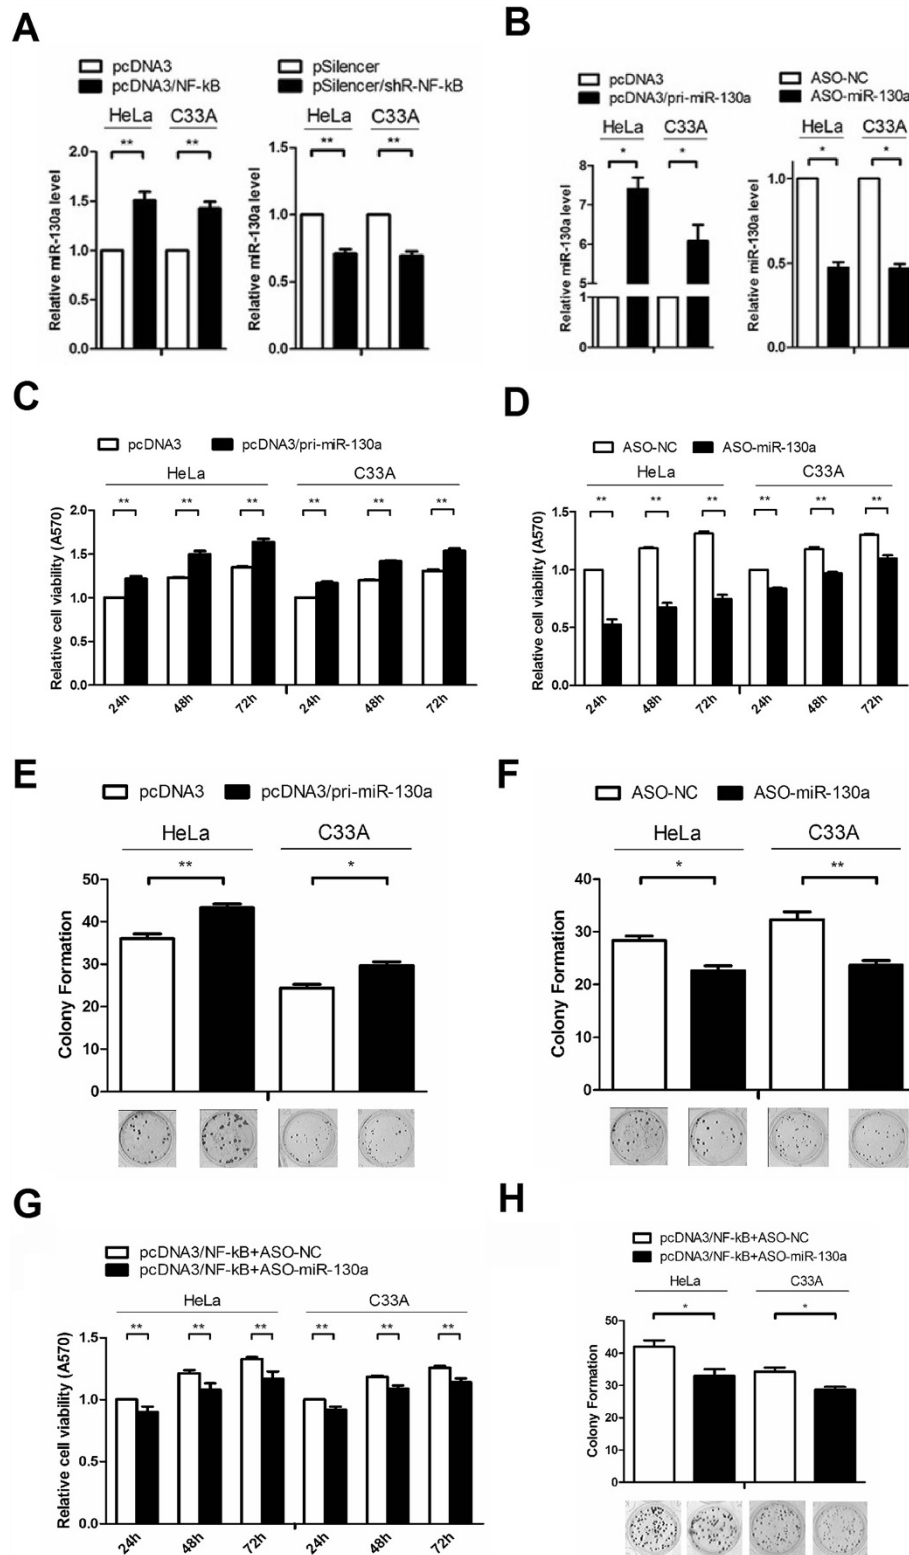 A
pcDNA3
pcDNA3/NF-kB
HeLa C33A
** **
Relative miR-130a level
2.0
1.5
1.0
0.5
0.0
pSilencer
pSilencer/shR-NF-kB
HeLa C33A
** **
Relative miR-130a level
1.5
1.0
0.5
0.0
B
pcDNA3
pcDNA3/pri-miR-130a
HeLa C33A
* *
Relative miR-130a level
8
7
6
5
1
0
ASO-NC
ASO-miR-130a
HeLa C33A
* *
Relative miR-130a level
1.0
0.5
0.0
C
pcDNA3 pcDNA3/pri-miR-130a
HeLa C33A
** ** ** ** ** **
Relative cell viability (A570)
2.0
1.5
1.0
0.5
0.0
24h 48h 72h 24h 48h 72h
D
ASO-NC ASO-miR-130a
HeLa C33A
** ** ** ** ** **
Relative cell viability (A570)
1.5
1.0
0.5
0.0
24h 48h 72h 24h 48h 72h
E
pcDNA3 pcDNA3/pri-miR-130a
HeLa C33A
** *
Colony Formation
50
40
30
20
10
0
F
ASO-NC ASO-miR-130a
HeLa C33A
* **
Colony Formation
40
30
20
10
0
G
pcDNA3/NF-kB+ASO-NC
pcDNA3/NF-kB+ASO-miR-130a
HeLa C33A
** ** ** ** ** **
Relative cell viability (A570)
1.5
1.0
0.5
0.0
24h 48h 72h 24h 48h 72h
H
pcDNA3/NF-kB+ASO-NC
pcDNA3/NF-kB+ASO-miR-130a
HeLa C33A
* *
Colony Formation
50
40
30
20
10
0